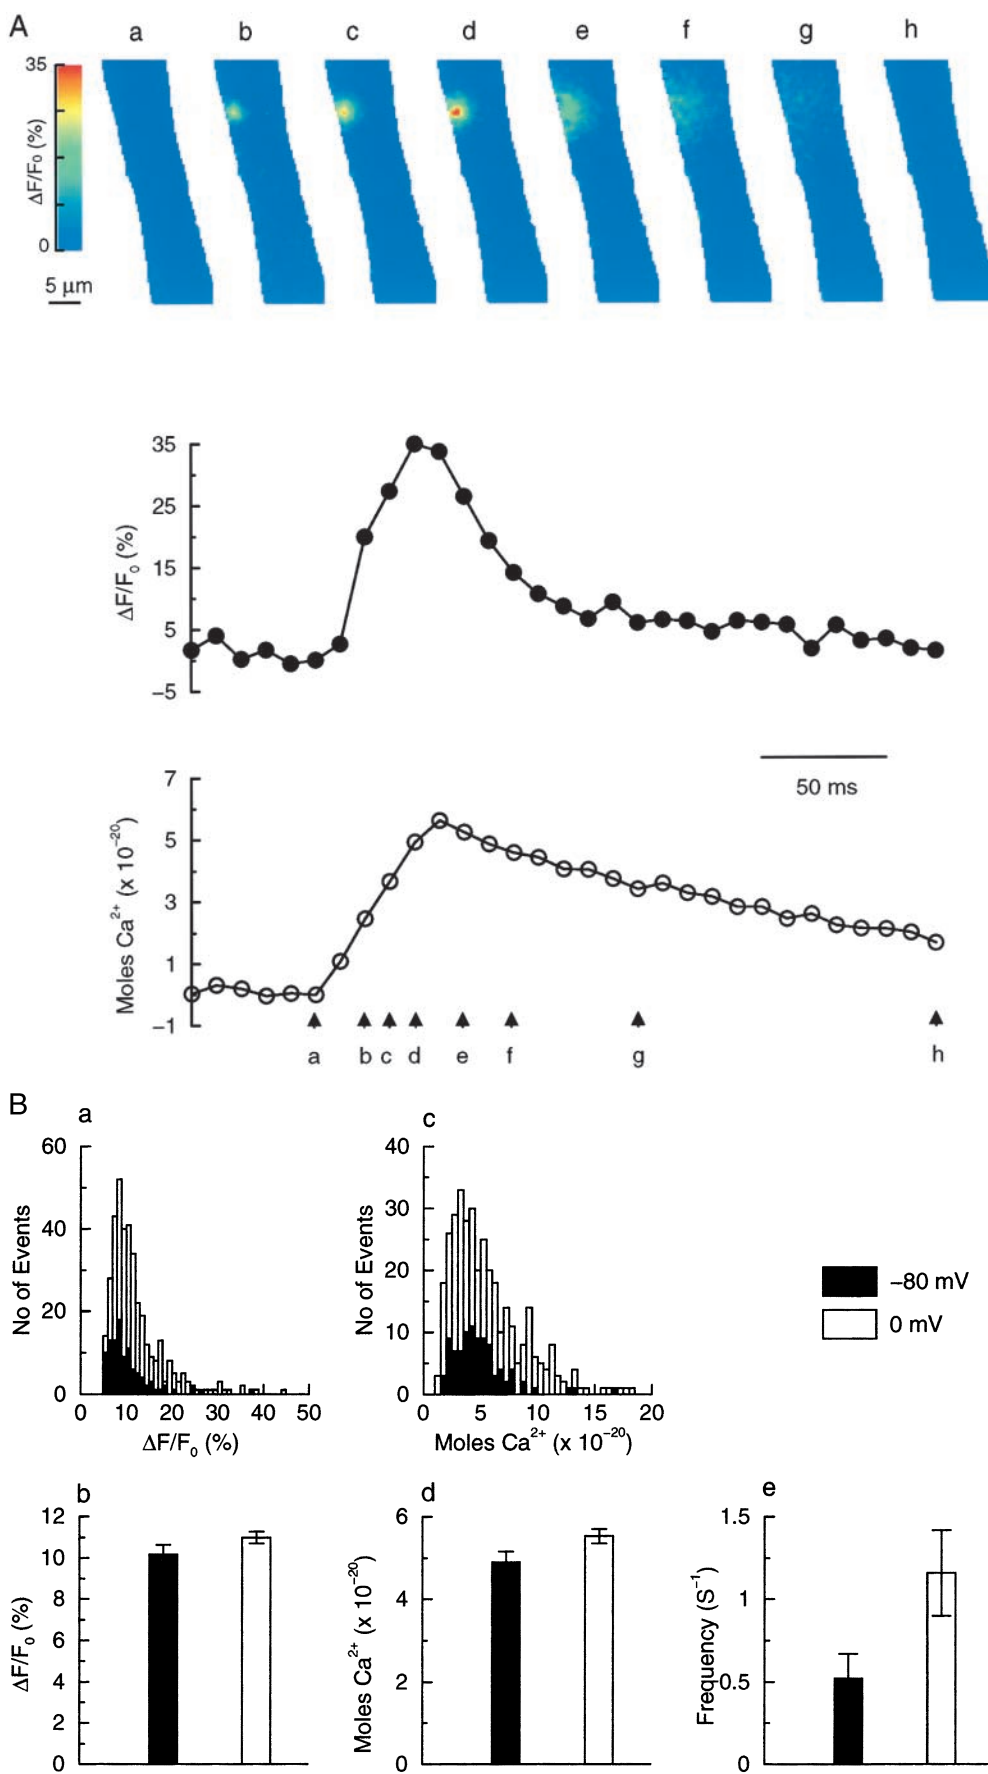 A
a b c d e f g h
35
ΔF/F₀ (%)
0
5 μm
35
25
15
5
−5
ΔF/F₀ (%)
50 ms
7
5
3
1
−1
Moles Ca²⁺ (x 10⁻²⁰)
a b c d e f g h
B
a
60
40
20
0
No of Events
0 10 20 30 40 50
ΔF/F₀ (%)
c
40
30
20
10
0
No of Events
0 5 10 15 20
Moles Ca²⁺ (x 10⁻²⁰)
−80 mV
0 mV
b
12
10
8
6
4
2
0
ΔF/F₀ (%)
d
6
4
2
0
Moles Ca²⁺ (x 10⁻²⁰)
e
1.5
1
0.5
0
Frequency (S⁻¹)